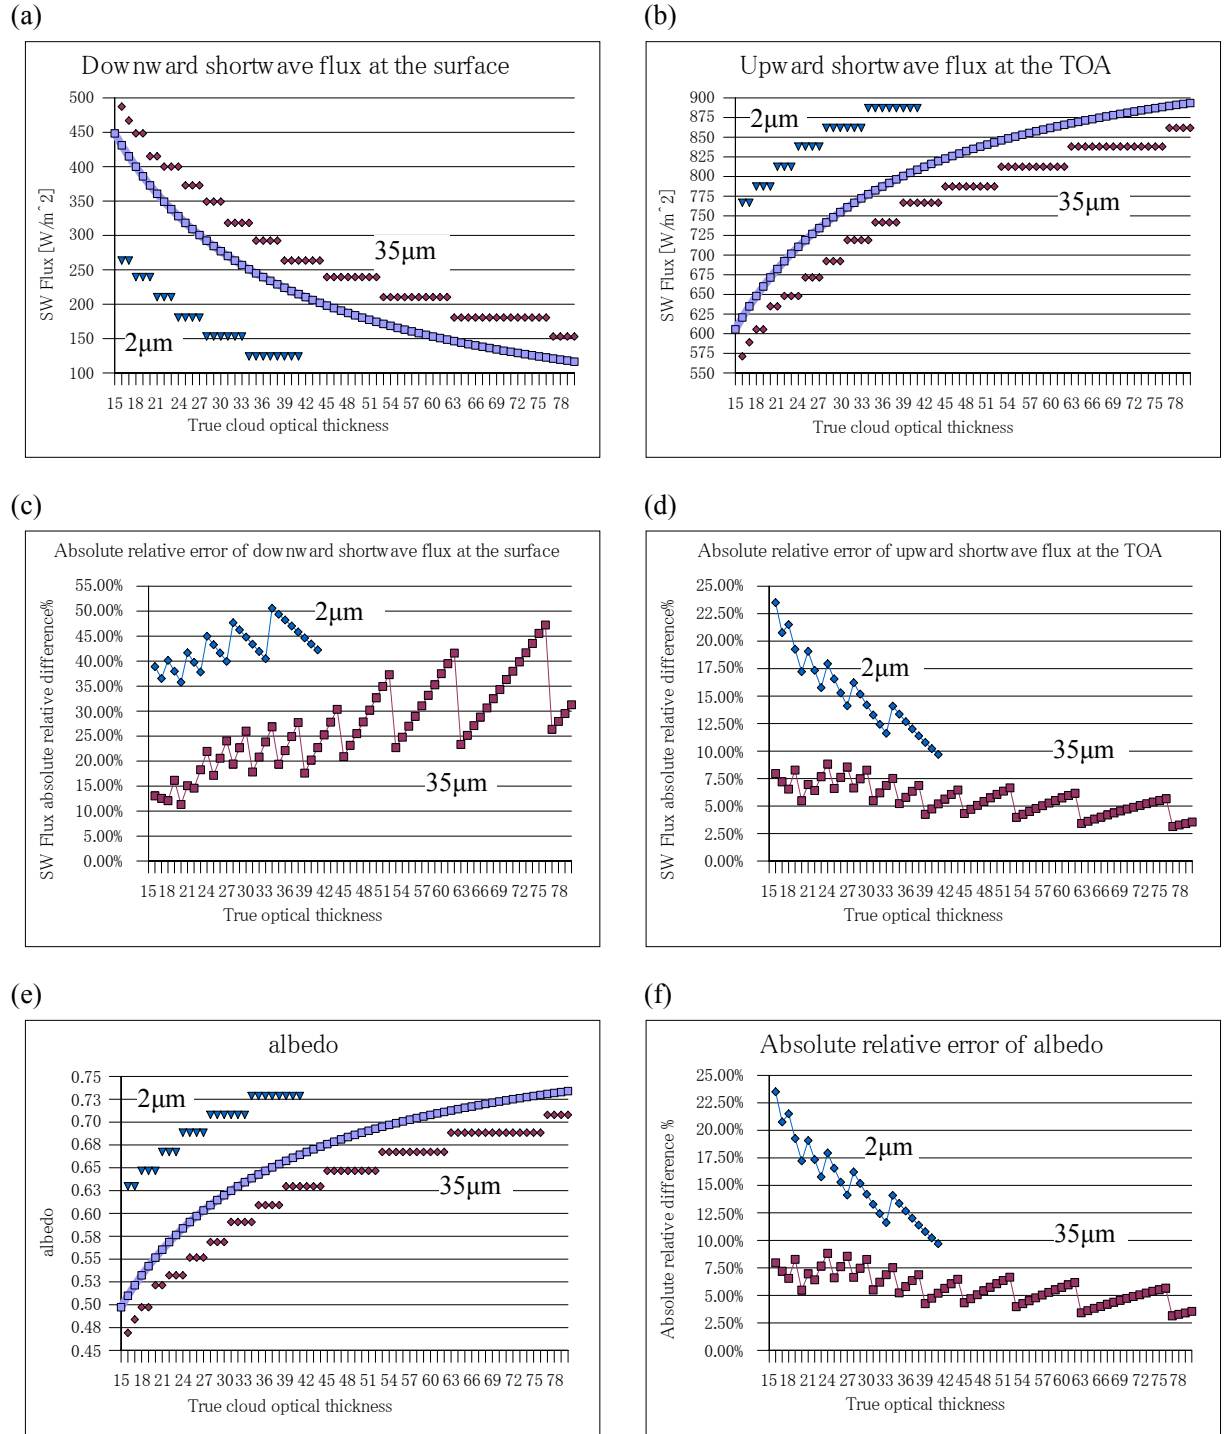 (a)
Downward shortwave flux at the surface
500
450
400
350
300
250
200
150
100
SW Flux [W/m^2]
35µm
2µm
15 18 21 24 27 30 33 36 39 42 45 48 51 54 57 60 63 66 69 72 75 78
True cloud optical thickness
(b)
Upward shortwave flux at the TOA
900
875
850
825
800
775
750
725
700
675
650
625
600
575
550
SW Flux [W/m^2]
2µm
35µm
15 18 21 24 27 30 33 36 39 42 45 48 51 54 57 60 63 66 69 72 75 78
True cloud optical thickness
(c)
Absolute relative error of downward shortwave flux at the surface
55.00%
50.00%
45.00%
40.00%
35.00%
30.00%
25.00%
20.00%
15.00%
10.00%
5.00%
0.00%
SW Flux absolute relative difference%
2µm
35µm
15 18 21 24 27 30 33 36 39 42 45 48 51 54 57 60 63 66 69 72 75 78
True optical thickness
(d)
Absolute relative error of upward shortwave flux at the TOA
25.00%
22.50%
20.00%
17.50%
15.00%
12.50%
10.00%
7.50%
5.00%
2.50%
0.00%
SW Flux absolute relative difference%
2µm
35µm
15 18 21 24 27 30 33 36 39 42 45 48 51 54 57 60 63 66 69 72 75 78
True optical thickness
(e)
albedo
0.75
0.73
0.70
0.68
0.65
0.63
0.60
0.58
0.55
0.53
0.50
0.48
0.45
albedo
2µm
35µm
15 18 21 24 27 30 33 36 39 42 45 48 51 54 57 60 63 66 69 72 75 78
True cloud optical thickness
(f)
Absolute relative error of albedo
25.00%
22.50%
20.00%
17.50%
15.00%
12.50%
10.00%
7.50%
5.00%
2.50%
0.00%
Absolute relative difference %
2µm
35µm
15 18 21 24 27 30 33 36 39 42 45 48 51 54 57 60 63 66 69 72 75 78
True optical thickness